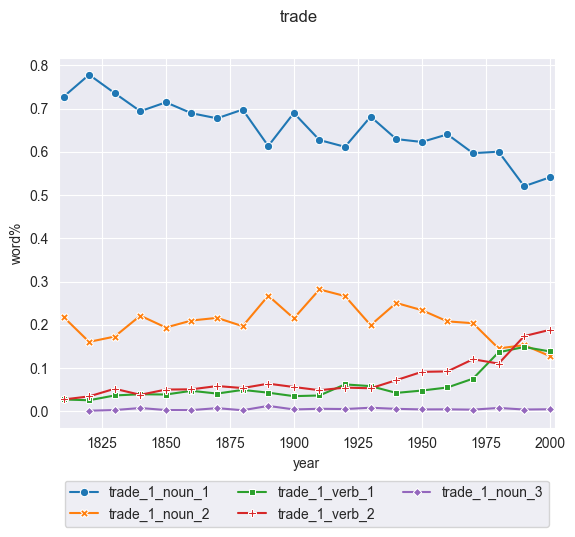 trade
0.8
0.7
0.6
0.5
0.4
0.3
0.2
0.1
0.0
word%
1825 1850 1875 1900 1925 1950 1975 2000
year
trade_1_noun_1 trade_1_verb_1 trade_1_noun_3
trade_1_noun_2 trade_1_verb_2